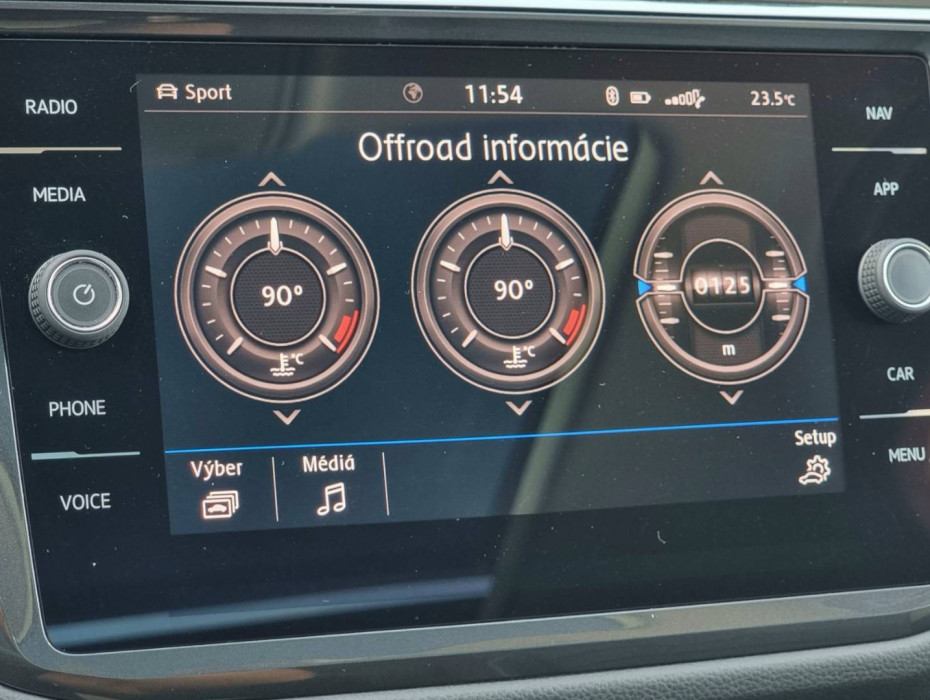 RADIO
MEDIA
PHONE
VOICE
Sport
11:54
23.5°C
Offroad informácie
90°
°C
90°
°C
0125
m
Výber
Médiá
Setup
NAV
APP
CAR
MENU